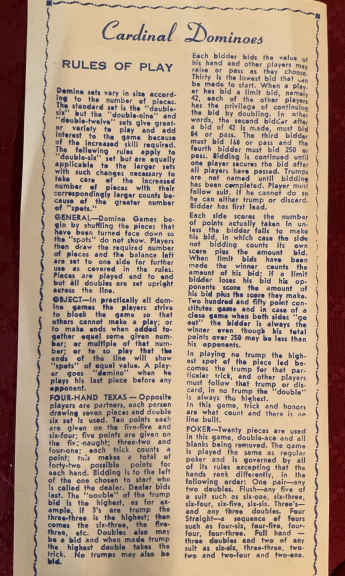 Cardinal Dominoes
RULES OF PLAY
Domino sets vary in size accord-
ing to the number of pieces.
The standard set is the "double-
six" but the "double-nine" and
"double-twelve" sets give great-
er variety to play and add
interest to the game because
of the increased skill required.
The following rules apply to
"double-six" set but are equally
applicable to the larger sets
with such changes necessary to
take care of the increased
number of pieces with their
correspondingly larger counts be-
cause of the greater number
of "spots."
GENERAL—Domino Games be-
gin by shuffling the pieces that
have been turned face down so
the "spots" do not show. Players
then draw the required number
of pieces and the balance left
are set to one side for further
use as covered in the rules.
Pieces are played to and end
but all doubles are set upright
across the line.
OBJECT—In practically all dom-
ino games the players strive
to block the game so that
others cannot make a play; or
to make ends when added to-
gether equal some given num-
ber; or multiple of that num-
ber; or to so play that the
ends of the line will show
"spots" of equal value. A play-
er goes "domino" when he
plays his last piece before any
opponent.
FOUR-HAND TEXAS — Opposite
players are partners, each person
drawing seven pieces and double
six set is used. Ten points each
are given on the five-five and
six-four; five points are given on
the five; naught; three-two and
four-one; each trick counts a
point; this makes a total of
forty-two possible points for
each hand. Bidding is to the left
of the one chosen to start who
is called the dealer. Dealer bids
last. The "double" of the trump
bid is the highest, as for ex-
ample, if 3's are trump the
three-three is the highest; then
comes the six-three, the five-
three, etc. Doubles also may
be a bid and when made trump
the highest double takes the
trick. No trumps may also be
bid.
Each bidder bids the value of
his hand and other players may
raise or pass as they choose.
Thirty is the lowest bid that can
be made to start. When a play-
er has bid a limit bid, namely
42, each of the other players
has the privilege of continuing
the bid by doubling. In other
words, the second bidder after
a bid of 42 is made, must bid
84 or pass. The third bidder
must bid 168 or pass and the
fourth bidder must bid 250 or
pass. Bidding is continued until
one player secures the bid after
all players have passed. Trumps
are not named until bidding
has been completed. Player must
follow suit. If he cannot do so
he can either trump or discard.
Bidder has first lead.
Each side scores the number
of points actually taken in un-
less the bidder fails to make
his bid, in which case the side
not bidding counts its own
score plus the amount bid.
When limit bids have been
made the winner counts the
amount of his bid; if a limit
bidder loses his bid his op-
ponents score the amount of
his bid plus the score they make.
Two hundred and fifty point con-
stitutes game and in case of a
close game when both sides "go
out" the bidder is always the
winner even though his total
points over 250 may be less than
his opponents.
In playing no trump the high-
est spot of the piece led be-
comes the trump for that par-
ticular trick, and other players
must follow that trump or dis-
card, in no trump the "double"
is always the highest.
In this game, trick and honors
are what count and there is no
line built.
POKER—Twenty pieces are used
in this game, double-ace and all
blanks being removed. The game
is played the same as regular
poker and is governed by all
of its rules excepting that the
hands rank differently, in the
following order: One pair—any
two doubles. Flush—any five of
a suit such as six-one, six-three,
six-four, six-five, six-six. Three's—
and any three doubles. Four
Straight—a sequence of fours
such as four-six, four-five, four-
four, four-three. Full hand —
three doubles and two of any
suit as six-six, three-three, two-
two and two-four and two-one.